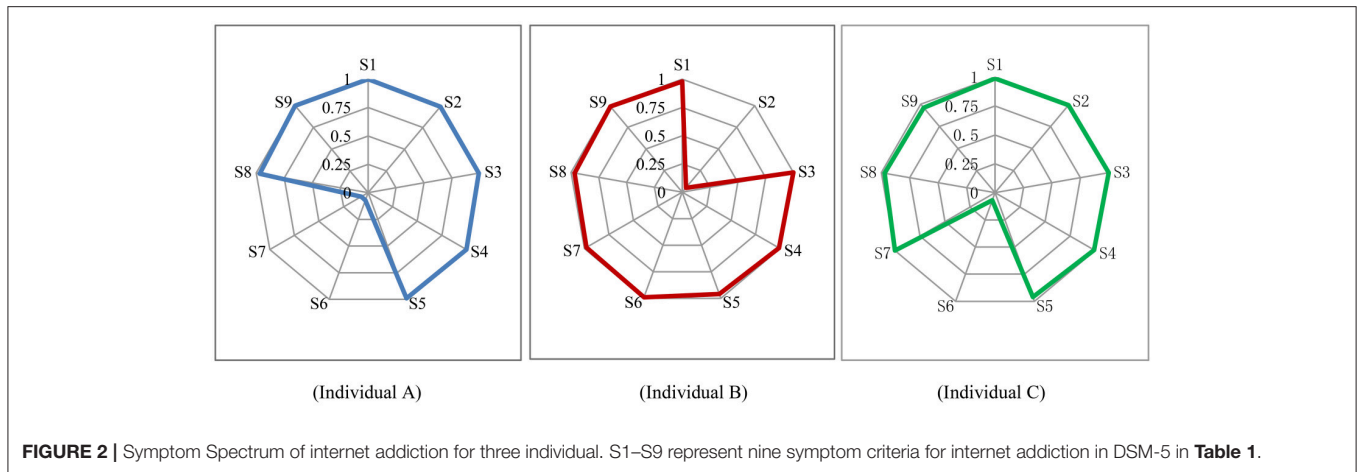 S1
1
S9
S2
0.75
0.5
0.25
S8
S3
0
S7
S4
S6
S5
(Individual A)
S1
1
S9
S2
0.75
0.5
0.25
S8
S3
0
S7
S4
S6
S5
(Individual B)
S1
1
S9
S2
0.75
0.5
0.25
S8
S3
0
S7
S4
S6
S5
(Individual C)
FIGURE 2 | Symptom Spectrum of internet addiction for three individual. S1–S9 represent nine symptom criteria for internet addiction in DSM-5 in Table 1.